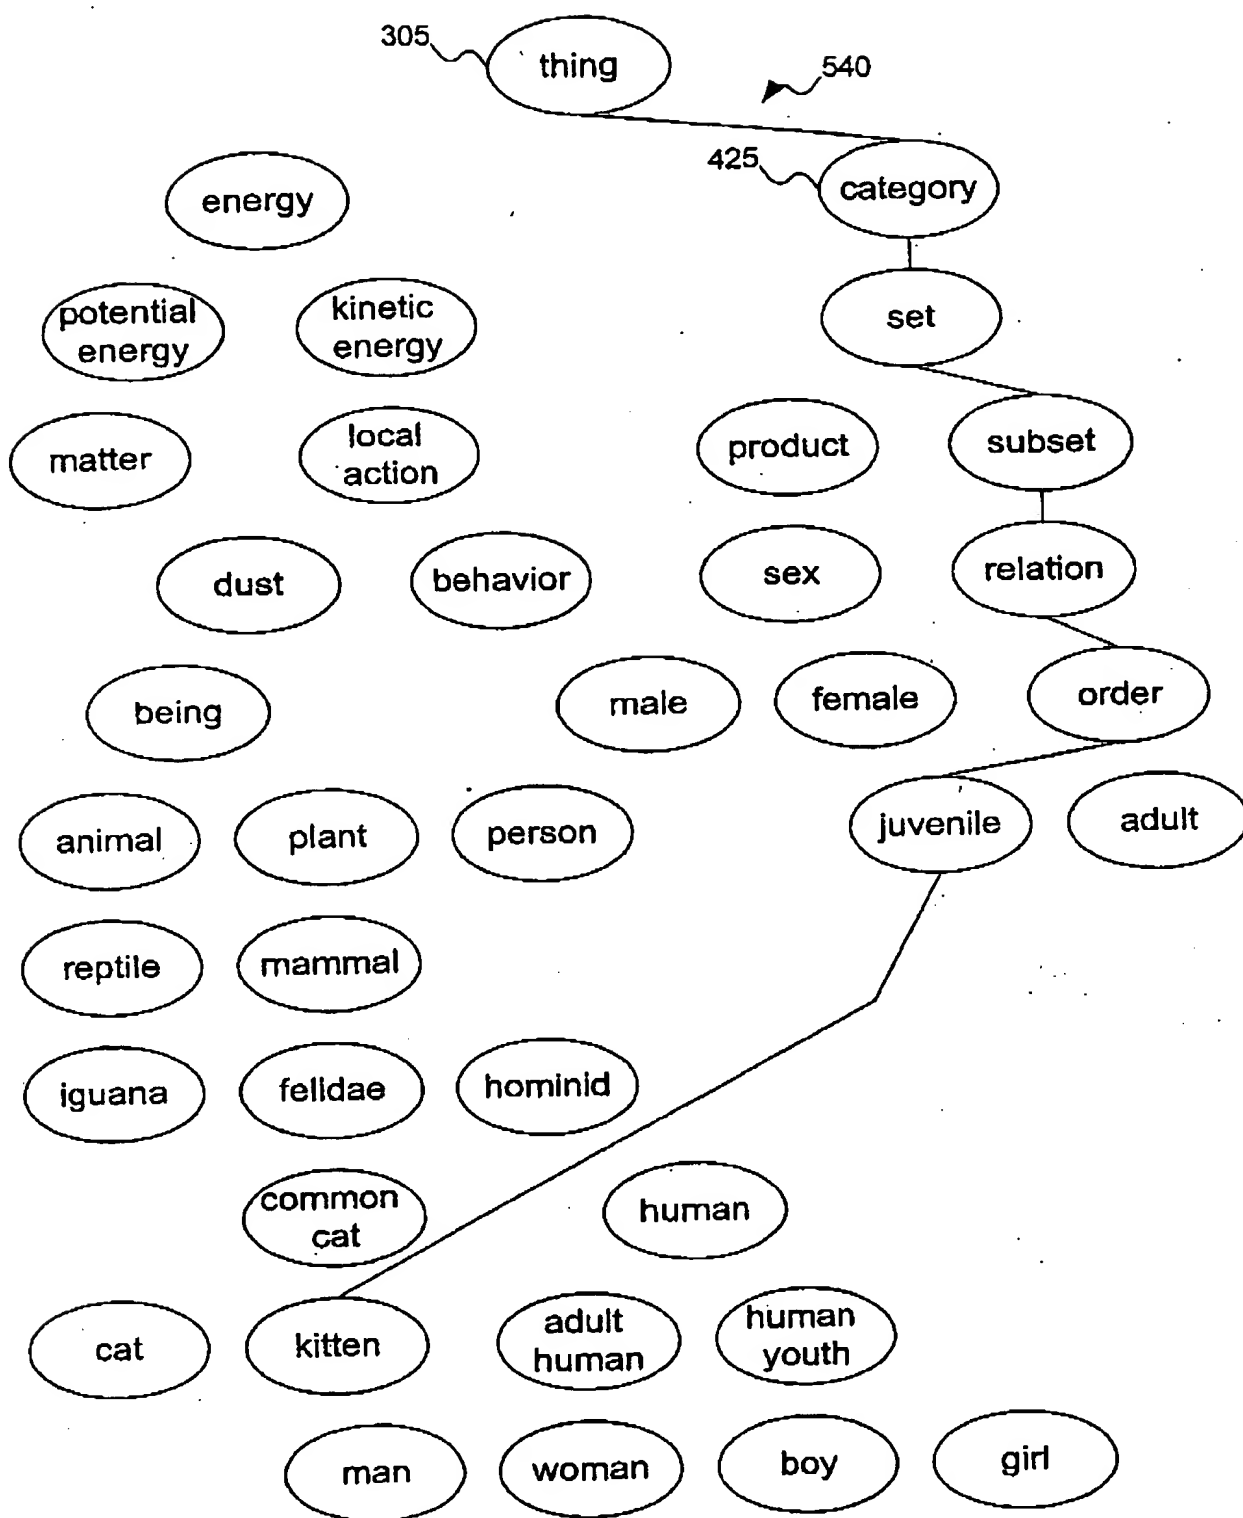 305
thing
540
425
category
energy
set
potential
energy
kinetic
energy
matter
local
action
product
subset
dust
behavior
sex
relation
being
male
female
order
animal
plant
person
juvenile
adult
reptile
mammal
iguana
felidae
hominid
common
cat
human
cat
kitten
adult
human
human
youth
man
woman
boy
girl